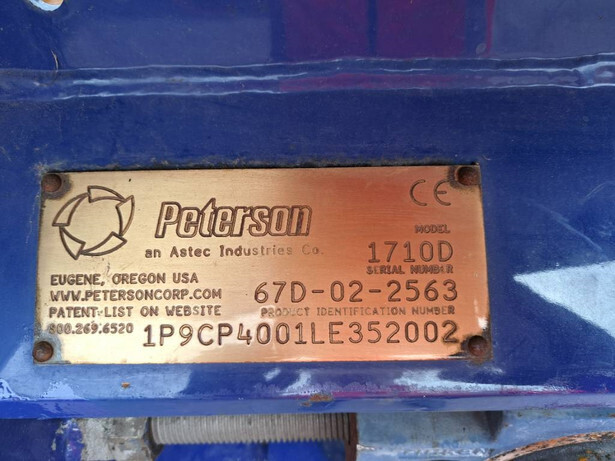 Peterson
an Astec Industries Co.
CE
MODEL
1710D
SERIAL NUMBER
67D-02-2563
EUGENE, OREGON USA
WWW.PETERSONCORP.COM
PATENT LIST ON WEBSITE
800.269.6520
PRODUCT IDENTIFICATION NUMBER
1P9CP4001LE352002